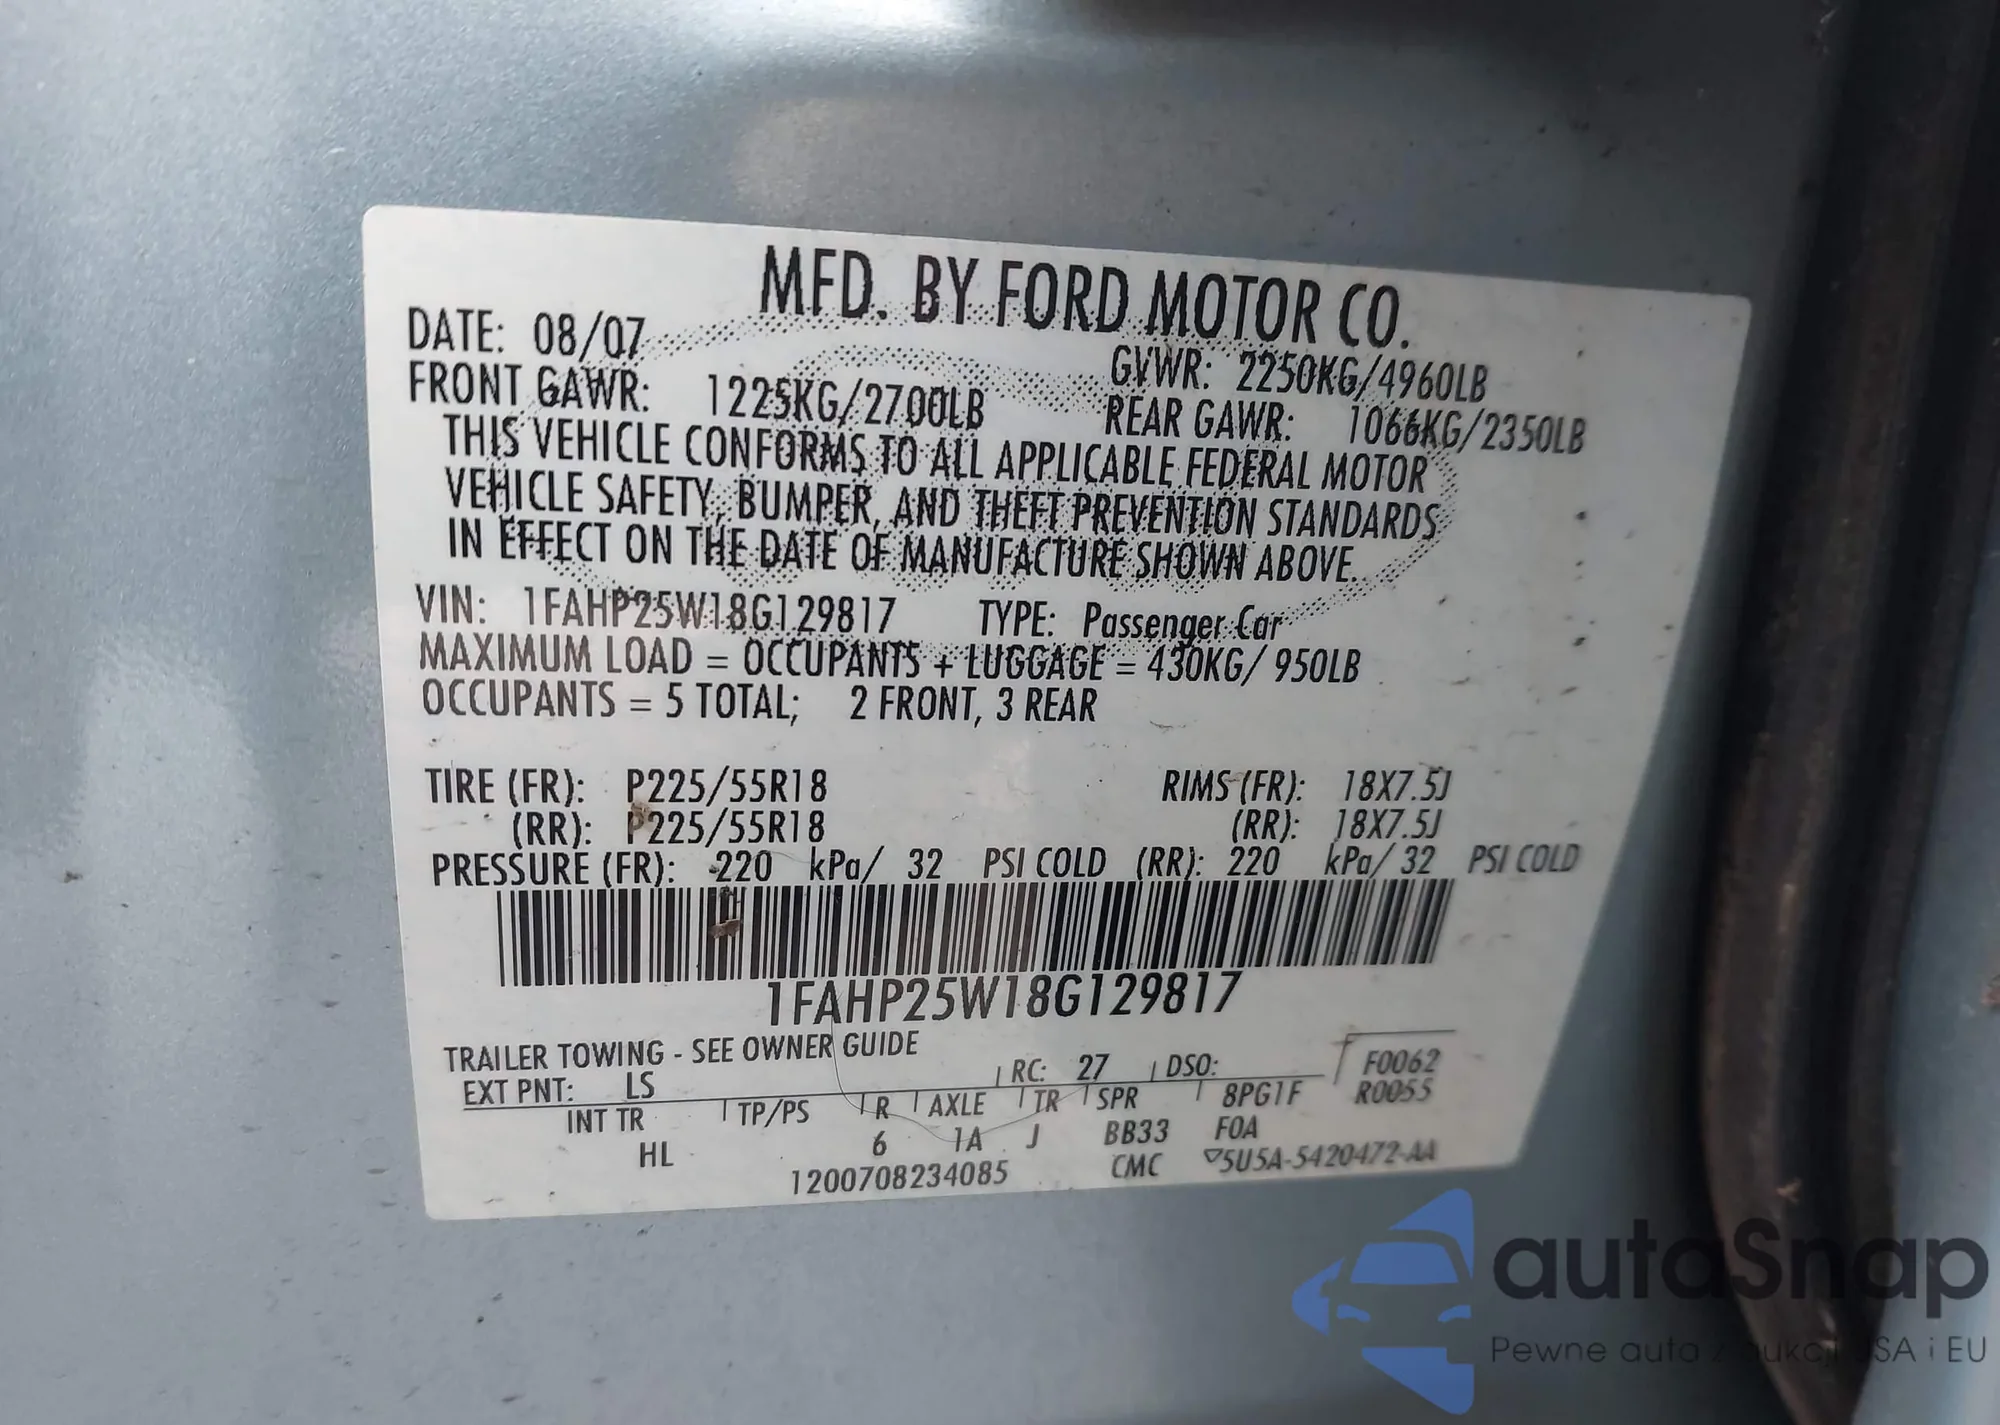 MFD. BY FORD MOTOR CO.
DATE: 08/07
GVWR: 2250KG/4960LB
FRONT GAWR: 1225KG/2700LB
REAR GAWR: 1066KG/2350LB
THIS VEHICLE CONFORMS TO ALL APPLICABLE FEDERAL MOTOR
VEHICLE SAFETY, BUMPER, AND THEFT PREVENTION STANDARDS
IN EFFECT ON THE DATE OF MANUFACTURE SHOWN ABOVE.
VIN: 1FAHP25W18G129817 TYPE: Passenger Car
MAXIMUM LOAD = OCCUPANTS + LUGGAGE = 430KG/ 950LB
OCCUPANTS = 5 TOTAL; 2 FRONT, 3 REAR
TIRE (FR): P225/55R18 RIMS (FR): 18X7.5J
(RR): P225/55R18 (RR): 18X7.5J
PRESSURE (FR): 220 kPa/ 32 PSI COLD (RR): 220 kPa/ 32 PSI COLD
1FAHP25W18G129817
TRAILER TOWING - SEE OWNER GUIDE
EXT PNT: LS RC: 27 DSO: F0062
INT TR TP/PS R AXLE TR SPR 8PG1F R0055
HL 6 1A J BB33 FOA
1200708234085 CMC ▽5U5A-5420472-AA
autoSnap
Pewne auto z aukcji USA i EU